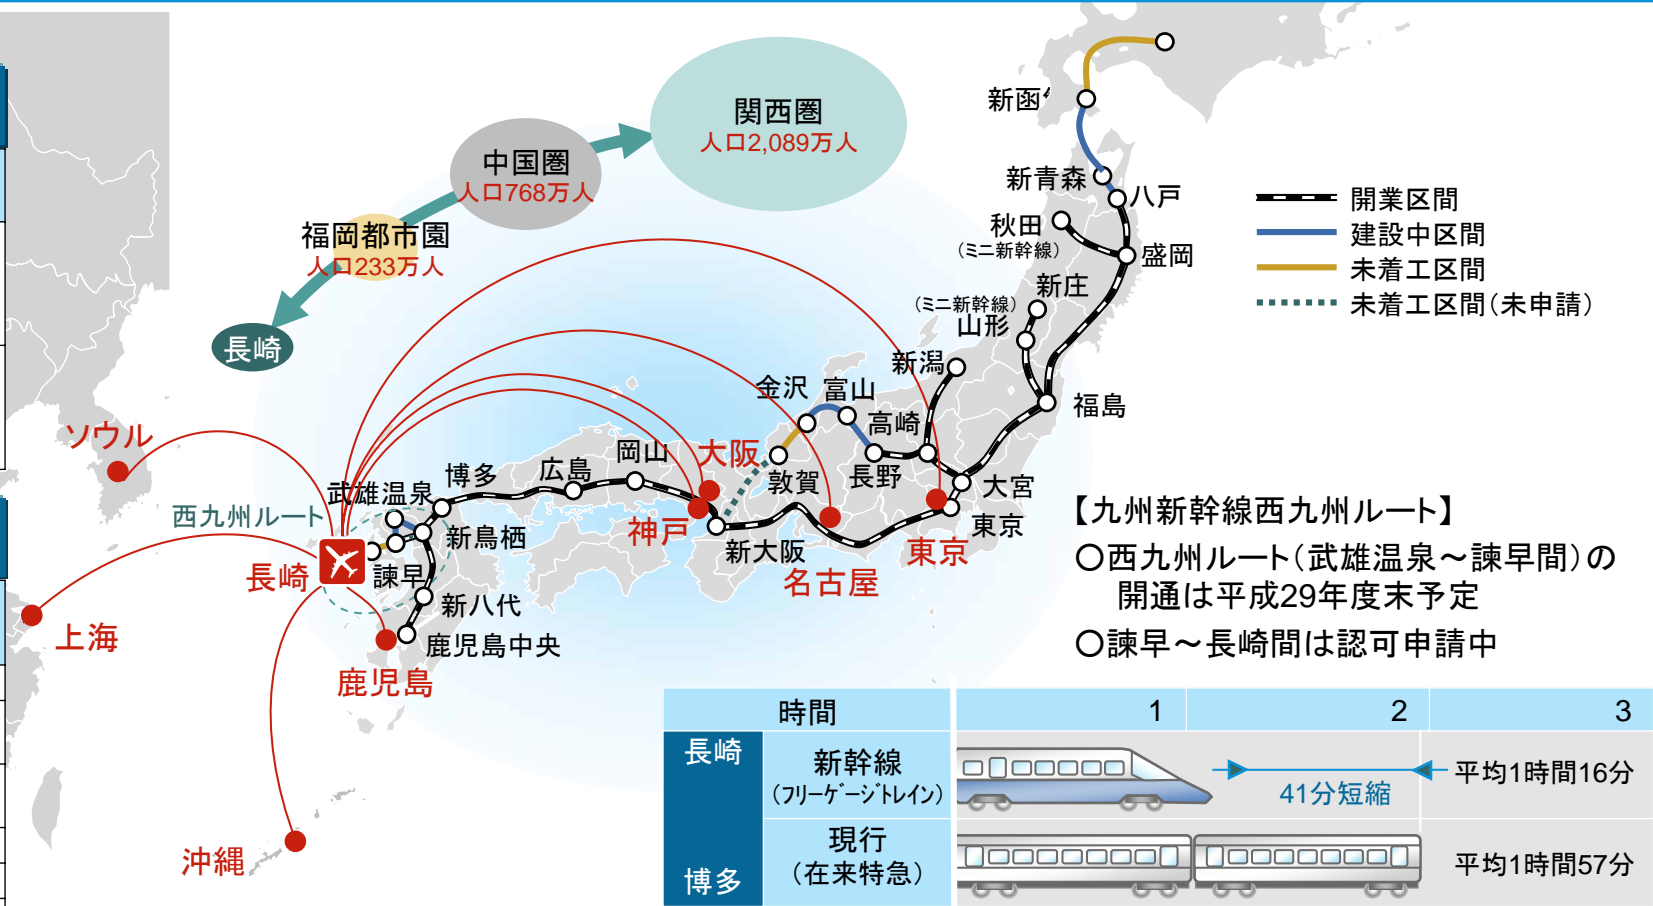 関西圏
人口2,089万人
中国圏
人口768万人
福岡都市圏
人口233万人
長崎
新函
新青森
八戸
秋田
(ミニ新幹線)
盛岡
新庄
(ミニ新幹線)
山形
新潟
福島
金沢
富山
高崎
敦賀
長野
大宮
東京
開業区間
建設中区間
未着工区間
未着工区間(未申請)
ソウル
大阪
岡山
広島
博多
武雄温泉
西九州ルート
新鳥栖
神戸
新大阪
名古屋
東京
長崎
諫早
新八代
鹿児島中央
鹿児島
上海
沖縄
【九州新幹線西九州ルート】
○西九州ルート(武雄温泉～諫早間)の
開通は平成29年度末予定
○諫早～長崎間は認可申請中
時間 1 2 3
長崎
新幹線
(フリーゲージトレイン)
41分短縮
平均1時間16分
博多
現行
(在来特急)
平均1時間57分